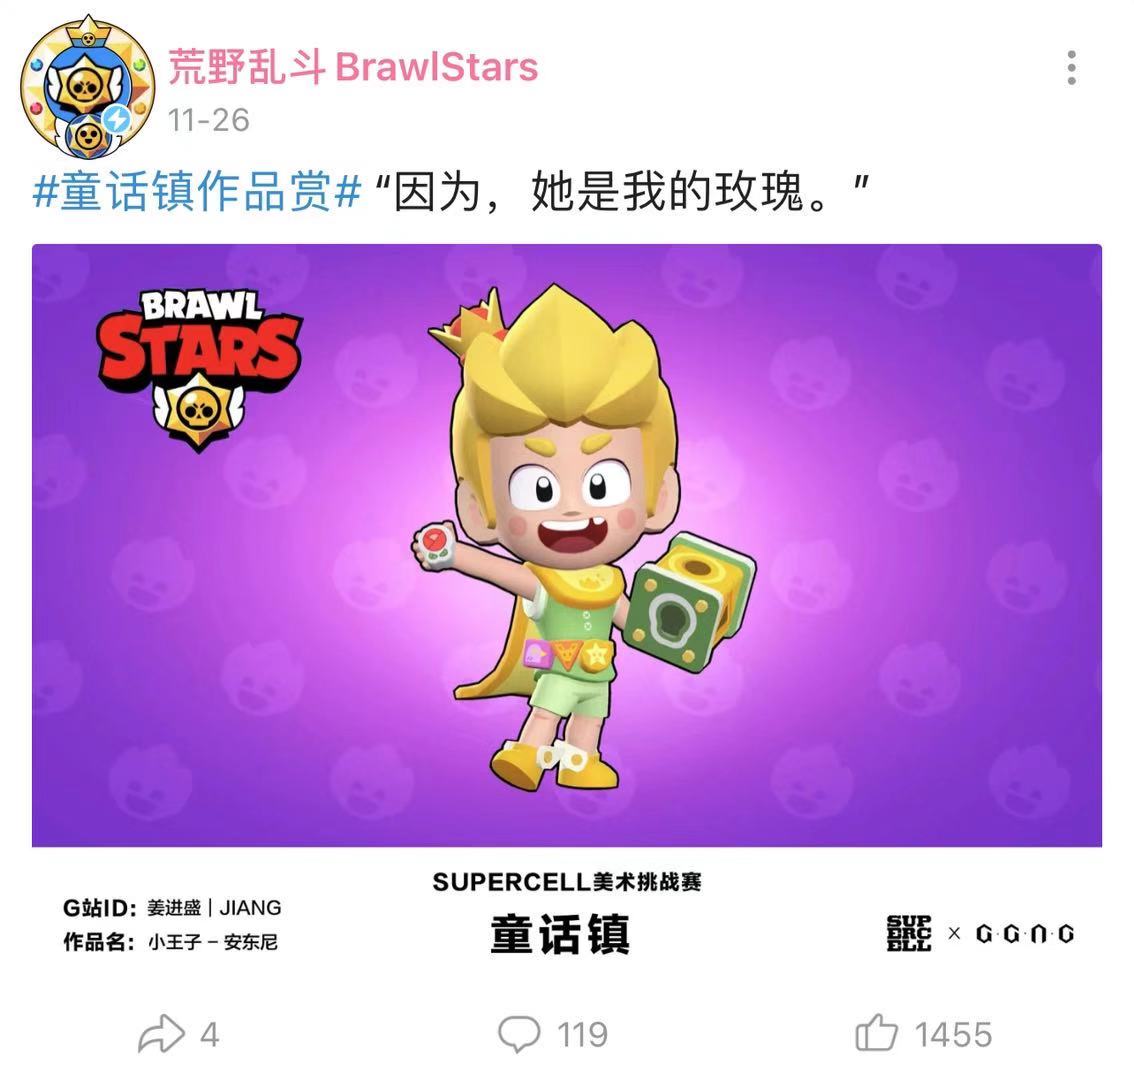 荒野乱斗 BrawlStars
11-26
#童话镇作品赏# “因为，她是我的玫瑰。”
BRAWL
STARS
SUPERCELL美术挑战赛
童话镇
G站ID: 姜进盛 | JIANG
作品名: 小王子 – 安东尼
SUP
ERC
ELL × G·G·N·G
4
119
1455